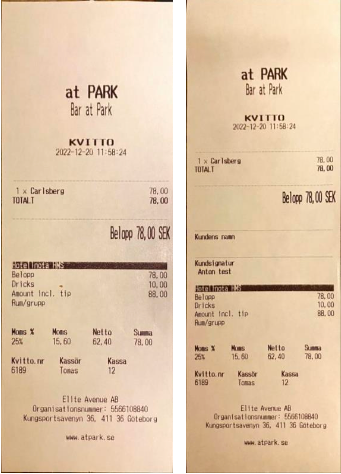 at PARK
Bar at Park
KVITTO
2022-12-20 11:58:24
1 x Carlsberg 78,00
TOTALT 78,00
Belopp 78,00 SEK
Hotellnota HMS
Belopp 78,00
Dricks 10,00
Amount incl. tip 88,00
Rum/grupp
Moms % Moms Netto Summa
25% 15,60 62,40 78,00
Kvitto.nr Kassör Kassa
6189 Tomas 12
Elite Avenue AB
Organisationsnummer: 5566108840
Kungsportsavenyn 36, 411 36 Göteborg
www.atpark.se
at PARK
Bar at Park
KVITTO
2022-12-20 11:58:24
1 x Carlsberg 78,00
TOTALT 78,00
Belopp 78,00 SEK
Kundens namn
Kundsignatur
Anton test
Hotellnota HMS
Belopp 78,00
Dricks 10,00
Amount incl. tip 88,00
Rum/grupp
Moms % Moms Netto Summa
25% 15,60 62,40 78,00
Kvitto.nr Kassör Kassa
6189 Tomas 12
Elite Avenue AB
Organisationsnummer: 5566108840
Kungsportsavenyn 36, 411 36 Göteborg
www.atpark.se